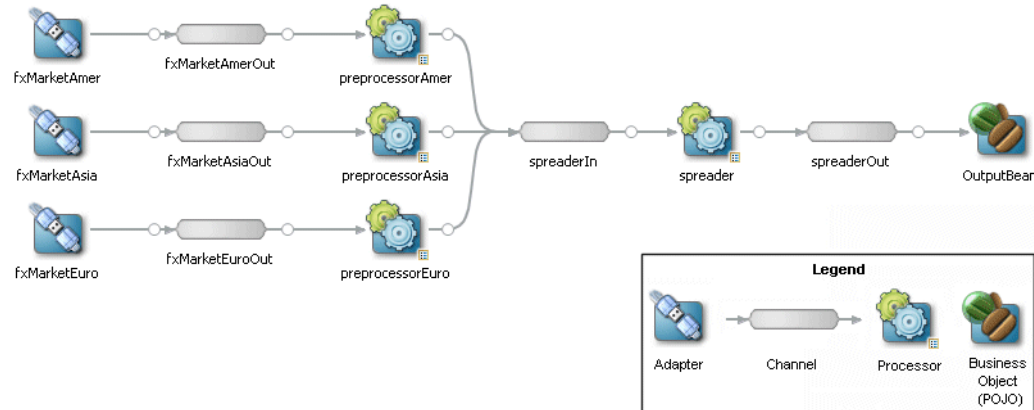 fxMarketAmer
fxMarketAmerOut
preprocessorAmer
fxMarketAsia
fxMarketAsiaOut
preprocessorAsia
spreaderIn
spreader
spreaderOut
OutputBean
fxMarketEuro
fxMarketEuroOut
preprocessorEuro
Legend
Adapter
Channel
Processor
Business
Object
(POJO)